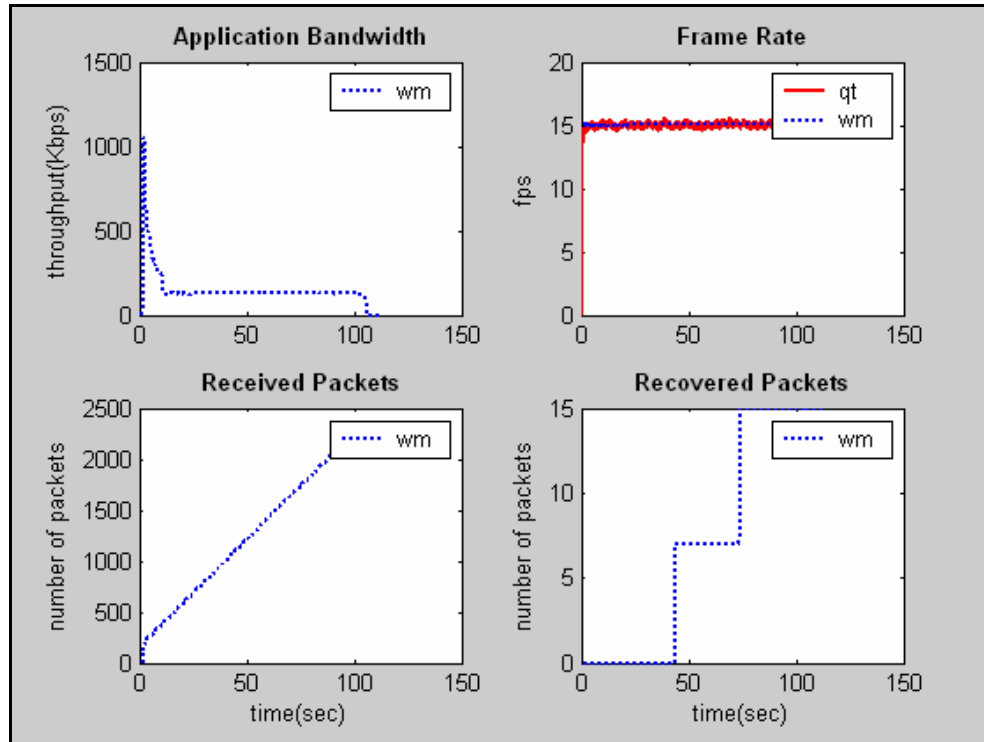 Application Bandwidth
throughput(Kbps)
1500
1000
500
0
0 50 100 150
wm
Frame Rate
fps
20
15
10
5
0
0 50 100 150
qt
wm
Received Packets
number of packets
2500
2000
1500
1000
500
0
0 50 100 150
time(sec)
wm
Recovered Packets
number of packets
15
10
5
0
0 50 100 150
time(sec)
wm